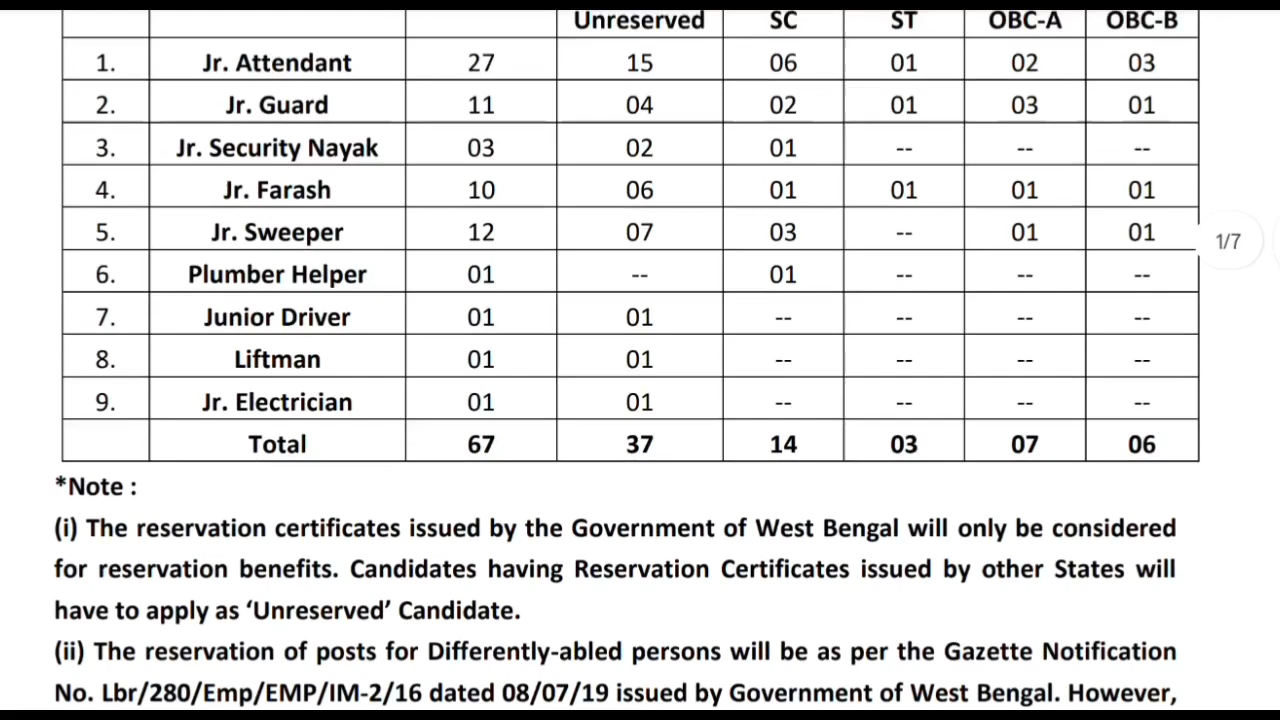 Unreserved SC ST OBC-A OBC-B
1. Jr. Attendant 27 15 06 01 02 03
2. Jr. Guard 11 04 02 01 03 01
3. Jr. Security Nayak 03 02 01 -- -- --
4. Jr. Farash 10 06 01 01 01 01
5. Jr. Sweeper 12 07 03 -- 01 01
1/7
6. Plumber Helper 01 -- 01 -- -- --
7. Junior Driver 01 01 -- -- -- --
8. Liftman 01 01 -- -- -- --
9. Jr. Electrician 01 01 -- -- -- --
Total 67 37 14 03 07 06
*Note :
(i) The reservation certificates issued by the Government of West Bengal will only be considered
for reservation benefits. Candidates having Reservation Certificates issued by other States will
have to apply as ‘Unreserved’ Candidate.
(ii) The reservation of posts for Differently-abled persons will be as per the Gazette Notification
No. Lbr/280/Emp/EMP/IM-2/16 dated 08/07/19 issued by Government of West Bengal. However,